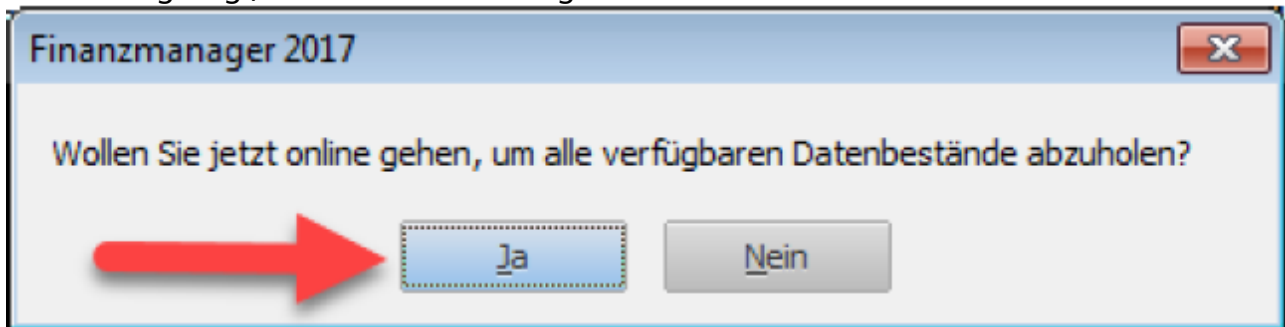 Finanzmanager 2017
Wollen Sie jetzt online gehen, um alle verfügbaren Datenbestände abzuholen?
Ja
Nein